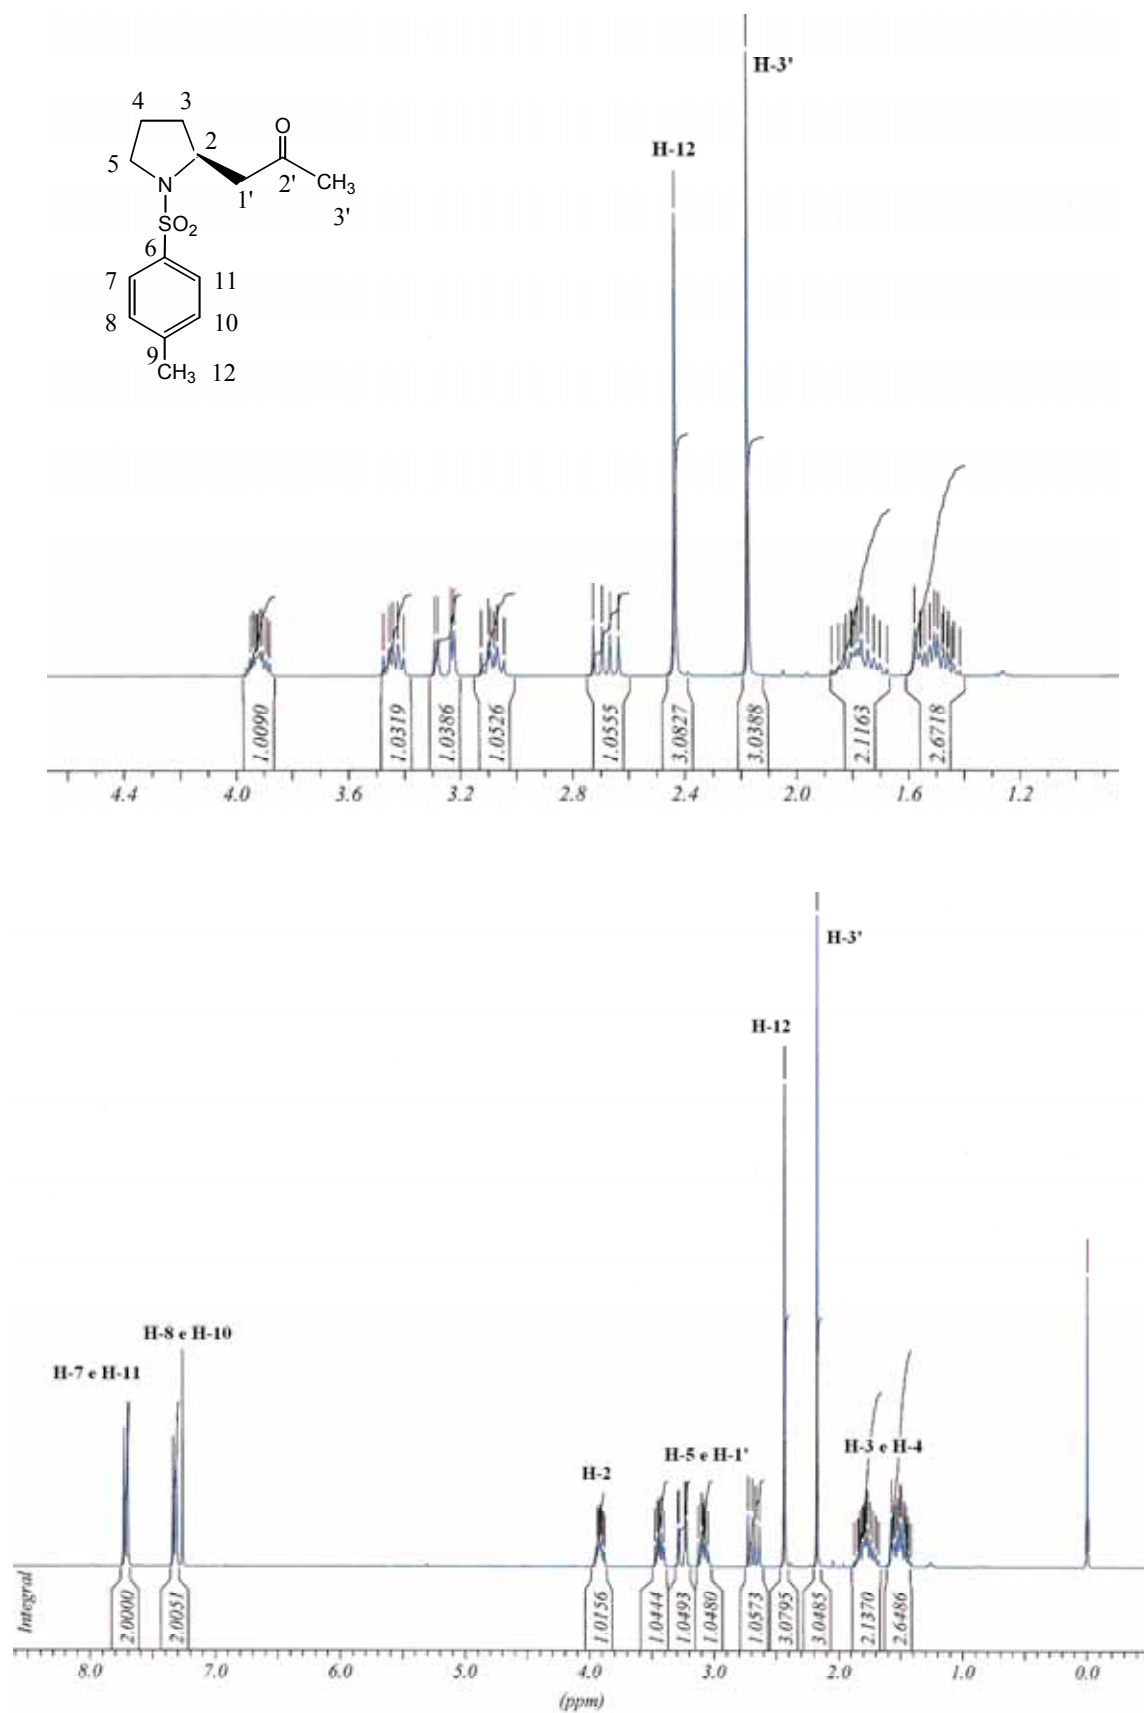 H-3'
H-12
4 3
O
5 2
N 1' 2' CH3
3'
SO2
6
7 11
8 10
9
CH3 12
1.0090 1.0319 1.0386 1.0526 1.0555 3.0827 3.0388 2.1163 2.6718
4.4 4.0 3.6 3.2 2.8 2.4 2.0 1.6 1.2
H-3'
H-12
H-8 e H-10
H-7 e H-11
H-5 e H-1' H-3 e H-4
H-2
Integral 2.0000 2.0051 1.0156 1.0444 1.0493 1.0480 1.0573 3.0795 3.0485 2.1370 2.6486
8.0 7.0 6.0 5.0 4.0 3.0 2.0 1.0 0.0
(ppm)